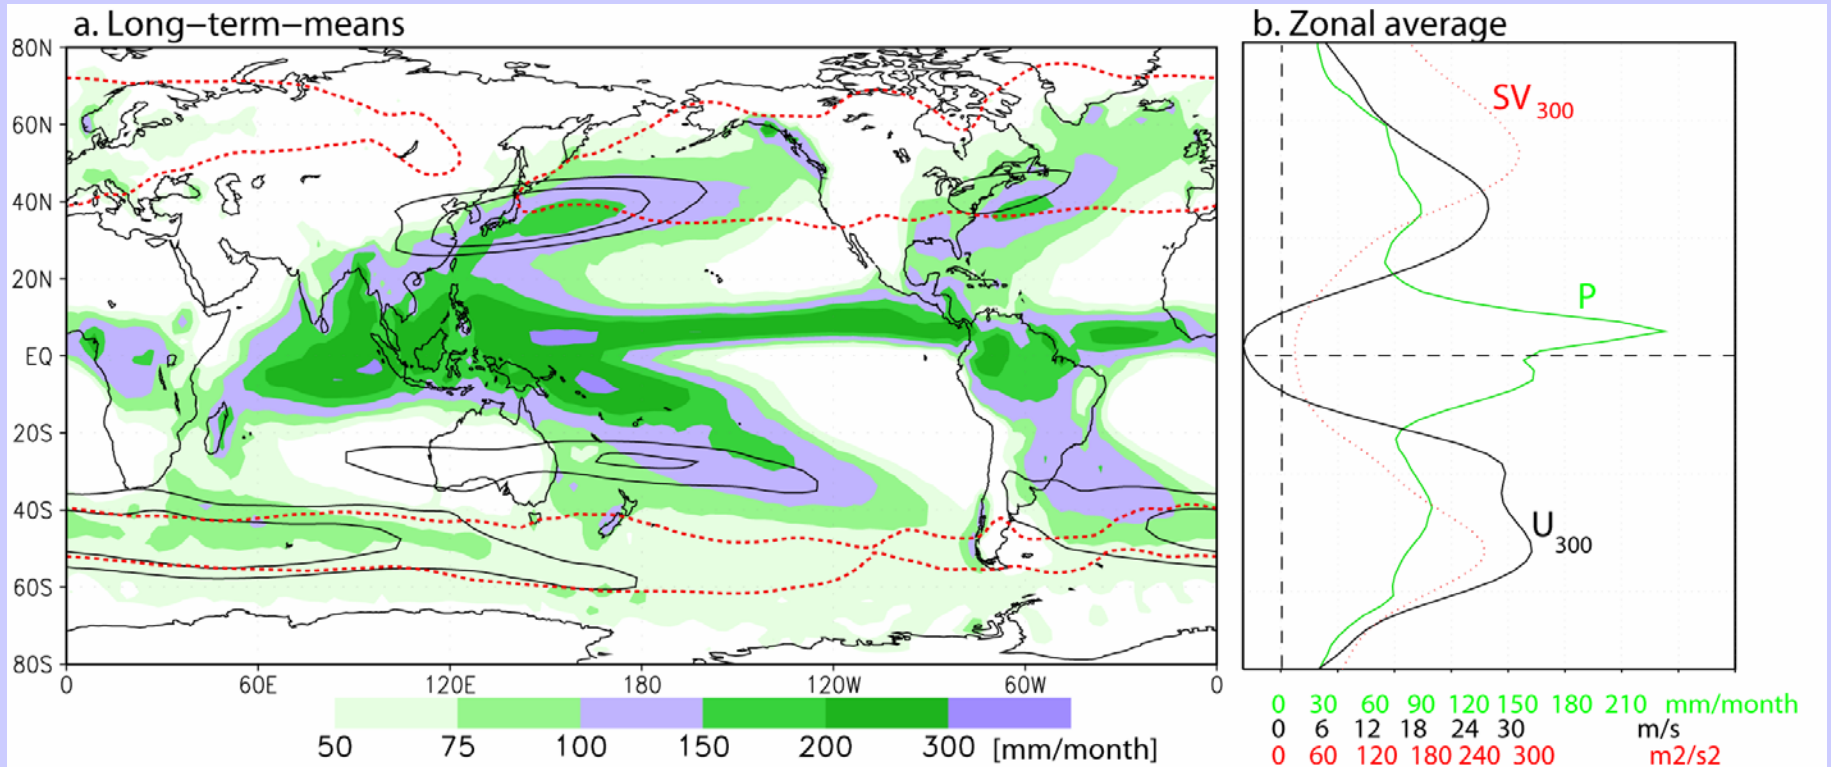 a. Long−term−means
80N
60N
40N
20N
EQ
20S
40S
60S
80S
0 60E 120E 180 120W 60W 0
50 75 100 150 200 300 [mm/month]
b. Zonal average
SV 300
P
U 300
0 30 60 90 120 150 180 210 mm/month
0 6 12 18 24 30 m/s
0 60 120 180 240 300 m2/s2